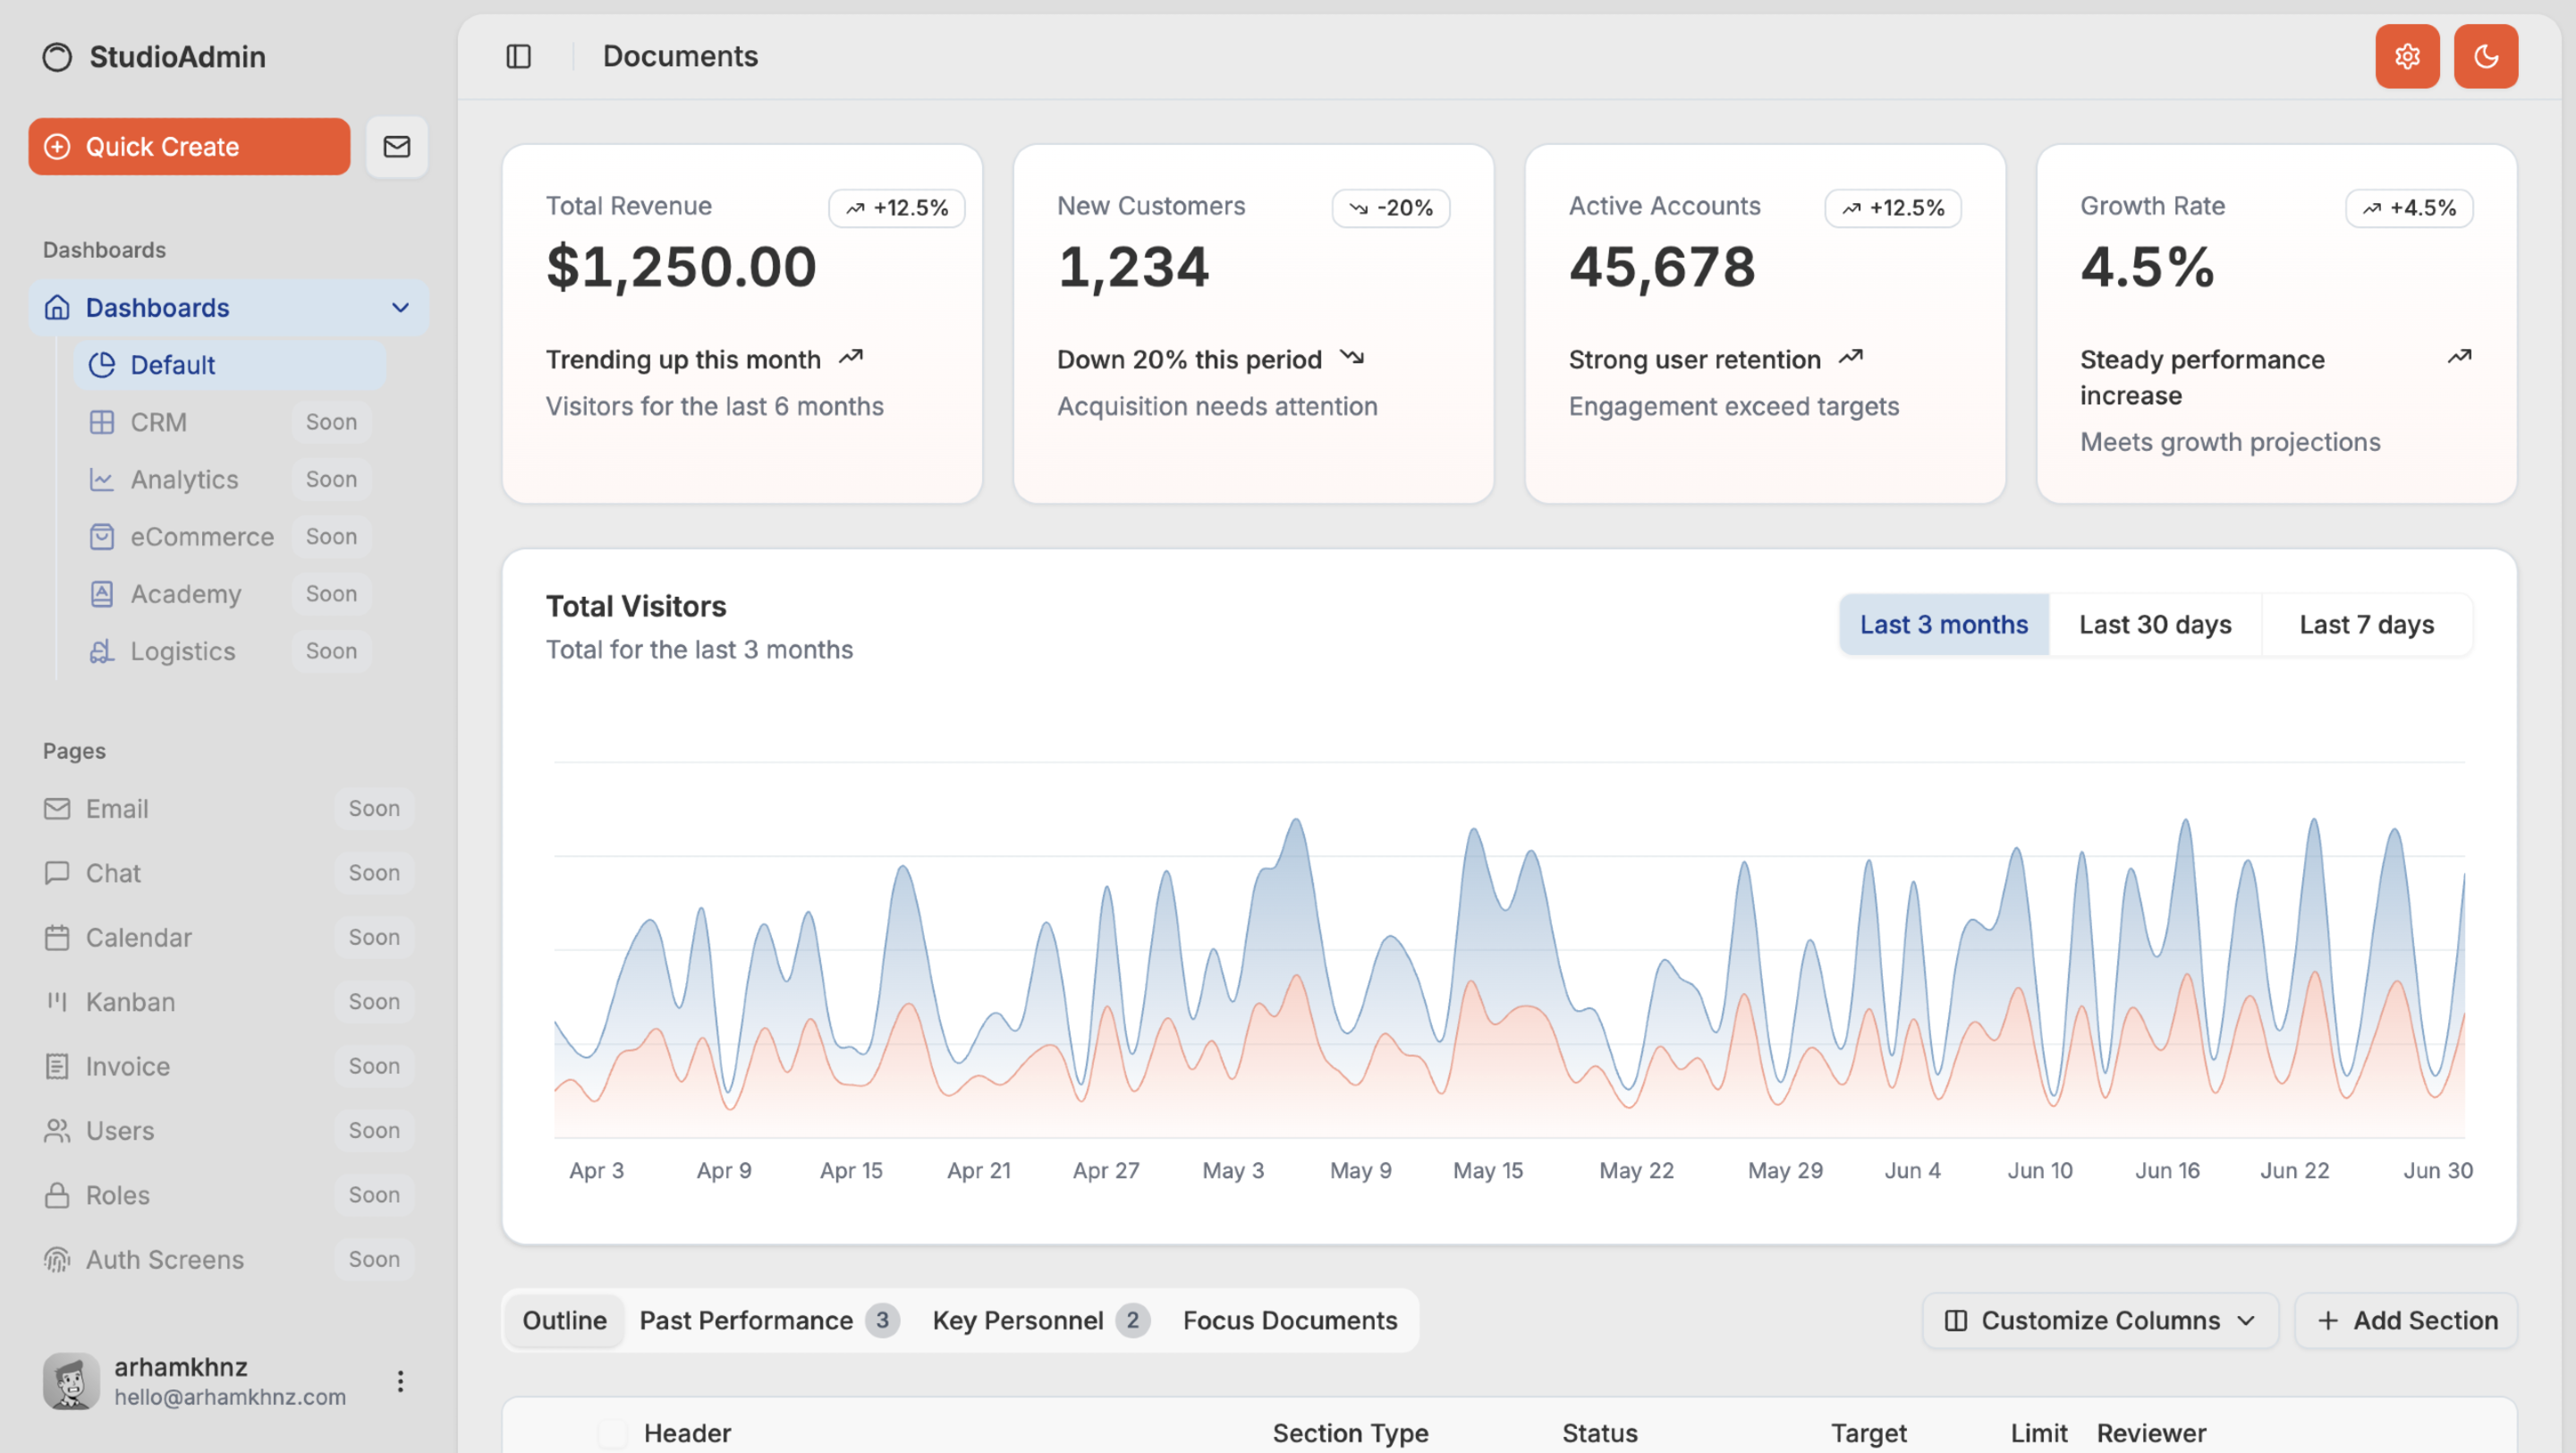 StudioAdmin
Quick Create
Dashboards
Dashboards
Default
CRM Soon
Analytics Soon
eCommerce Soon
Academy Soon
Logistics Soon
Pages
Email Soon
Chat Soon
Calendar Soon
Kanban Soon
Invoice Soon
Users Soon
Roles Soon
Auth Screens Soon
arhamkhnz
hello@arhamkhnz.com
Documents
Total Revenue +12.5%
$1,250.00
Trending up this month
Visitors for the last 6 months
New Customers -20%
1,234
Down 20% this period
Acquisition needs attention
Active Accounts +12.5%
45,678
Strong user retention
Engagement exceed targets
Growth Rate +4.5%
4.5%
Steady performance
increase
Meets growth projections
Total Visitors
Total for the last 3 months
Last 3 months Last 30 days Last 7 days
Apr 3 Apr 9 Apr 15 Apr 21 Apr 27 May 3 May 9 May 15 May 22 May 29 Jun 4 Jun 10 Jun 16 Jun 22 Jun 30
Outline Past Performance 3 Key Personnel 2 Focus Documents
Customize Columns Add Section
Header Section Type Status Target Limit Reviewer